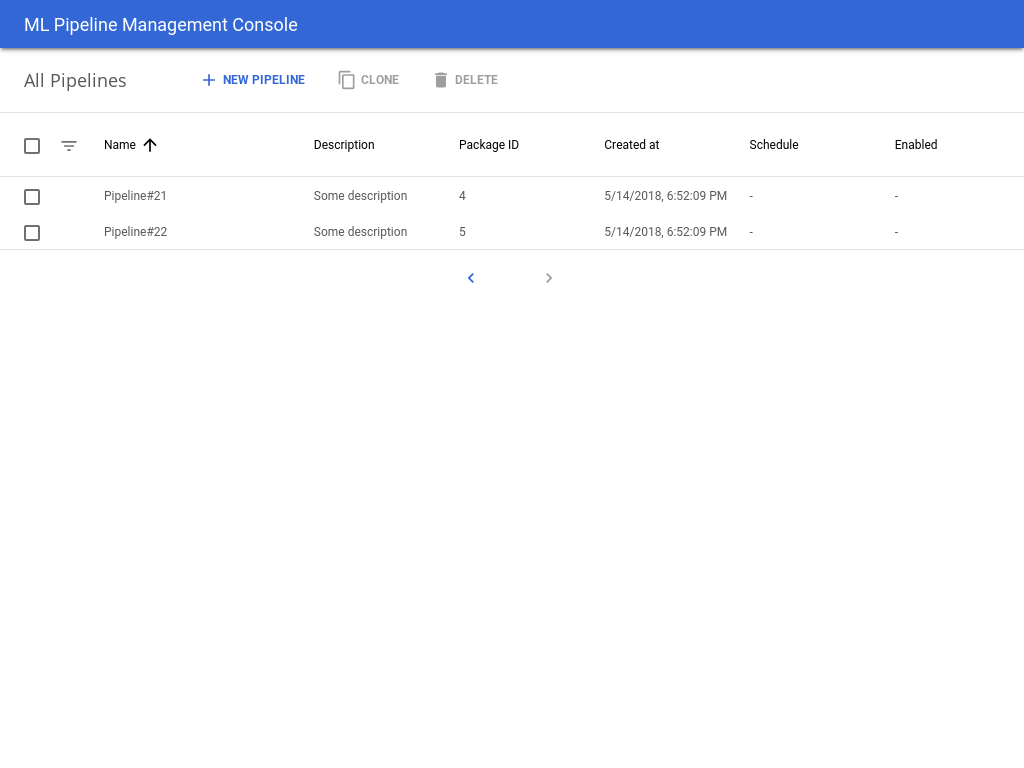 ML Pipeline Management Console
All Pipelines NEW PIPELINE CLONE DELETE
Name Description Package ID Created at Schedule Enabled
Pipeline#21 Some description 4 5/14/2018, 6:52:09 PM - -
Pipeline#22 Some description 5 5/14/2018, 6:52:09 PM - -